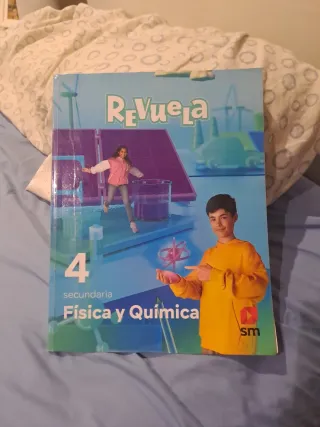 REVUELA
4
secundaria
Física y Química
sm